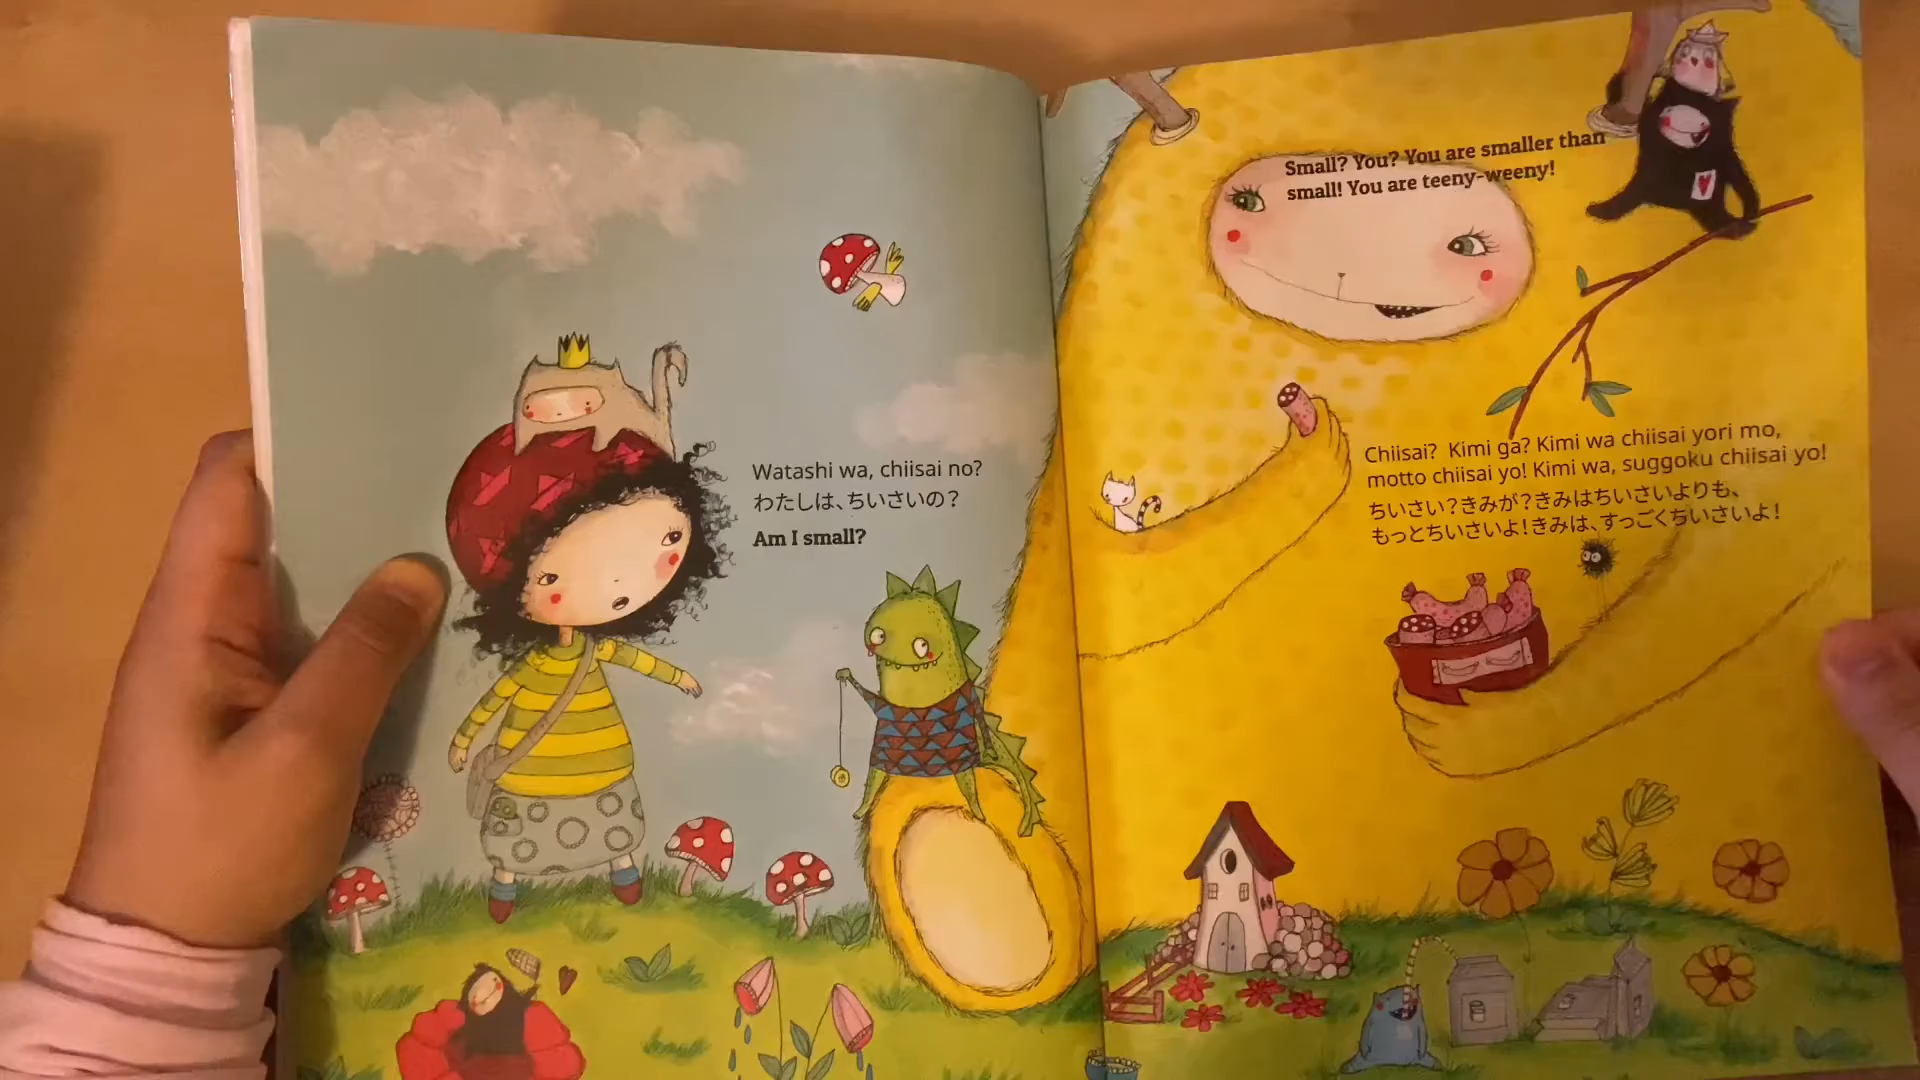 Watashi wa, chiisai no?
わたしは、ちいさいの?
Am I small?
Small? You? You are smaller than
small! You are teeny-weeny!
Chiisai? Kimi ga? Kimi wa chiisai yori mo,
motto chiisai yo! Kimi wa, suggoku chiisai yo!
ちいさい?きみが?きみはちいさいよりも、
もっとちいさいよ!きみは、すっごくちいさいよ!